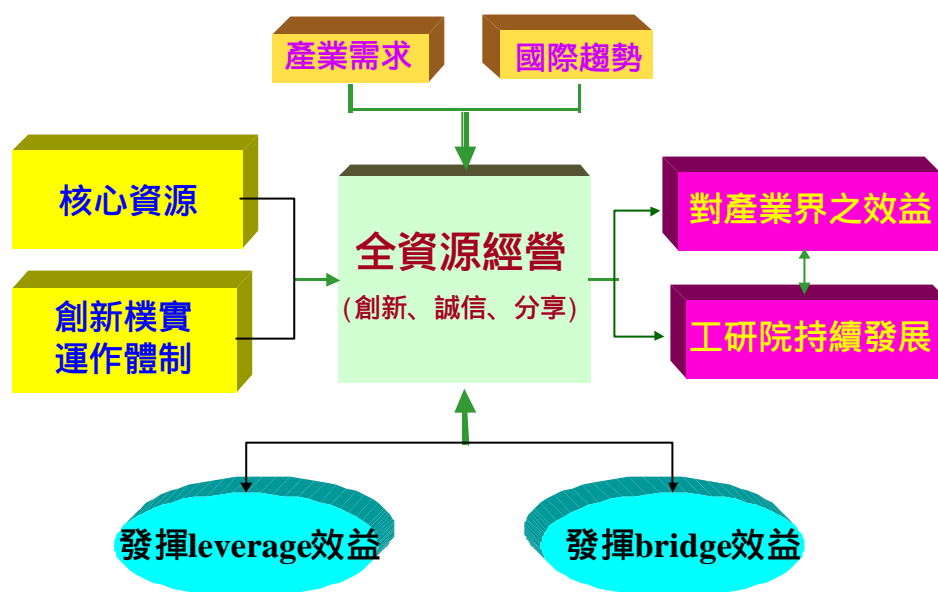 產業需求
國際趨勢
核心資源
創新樸實
運作體制
全資源經營
(創新、誠信、分享)
對產業界之效益
工研院持續發展
發揮leverage效益
發揮bridge效益